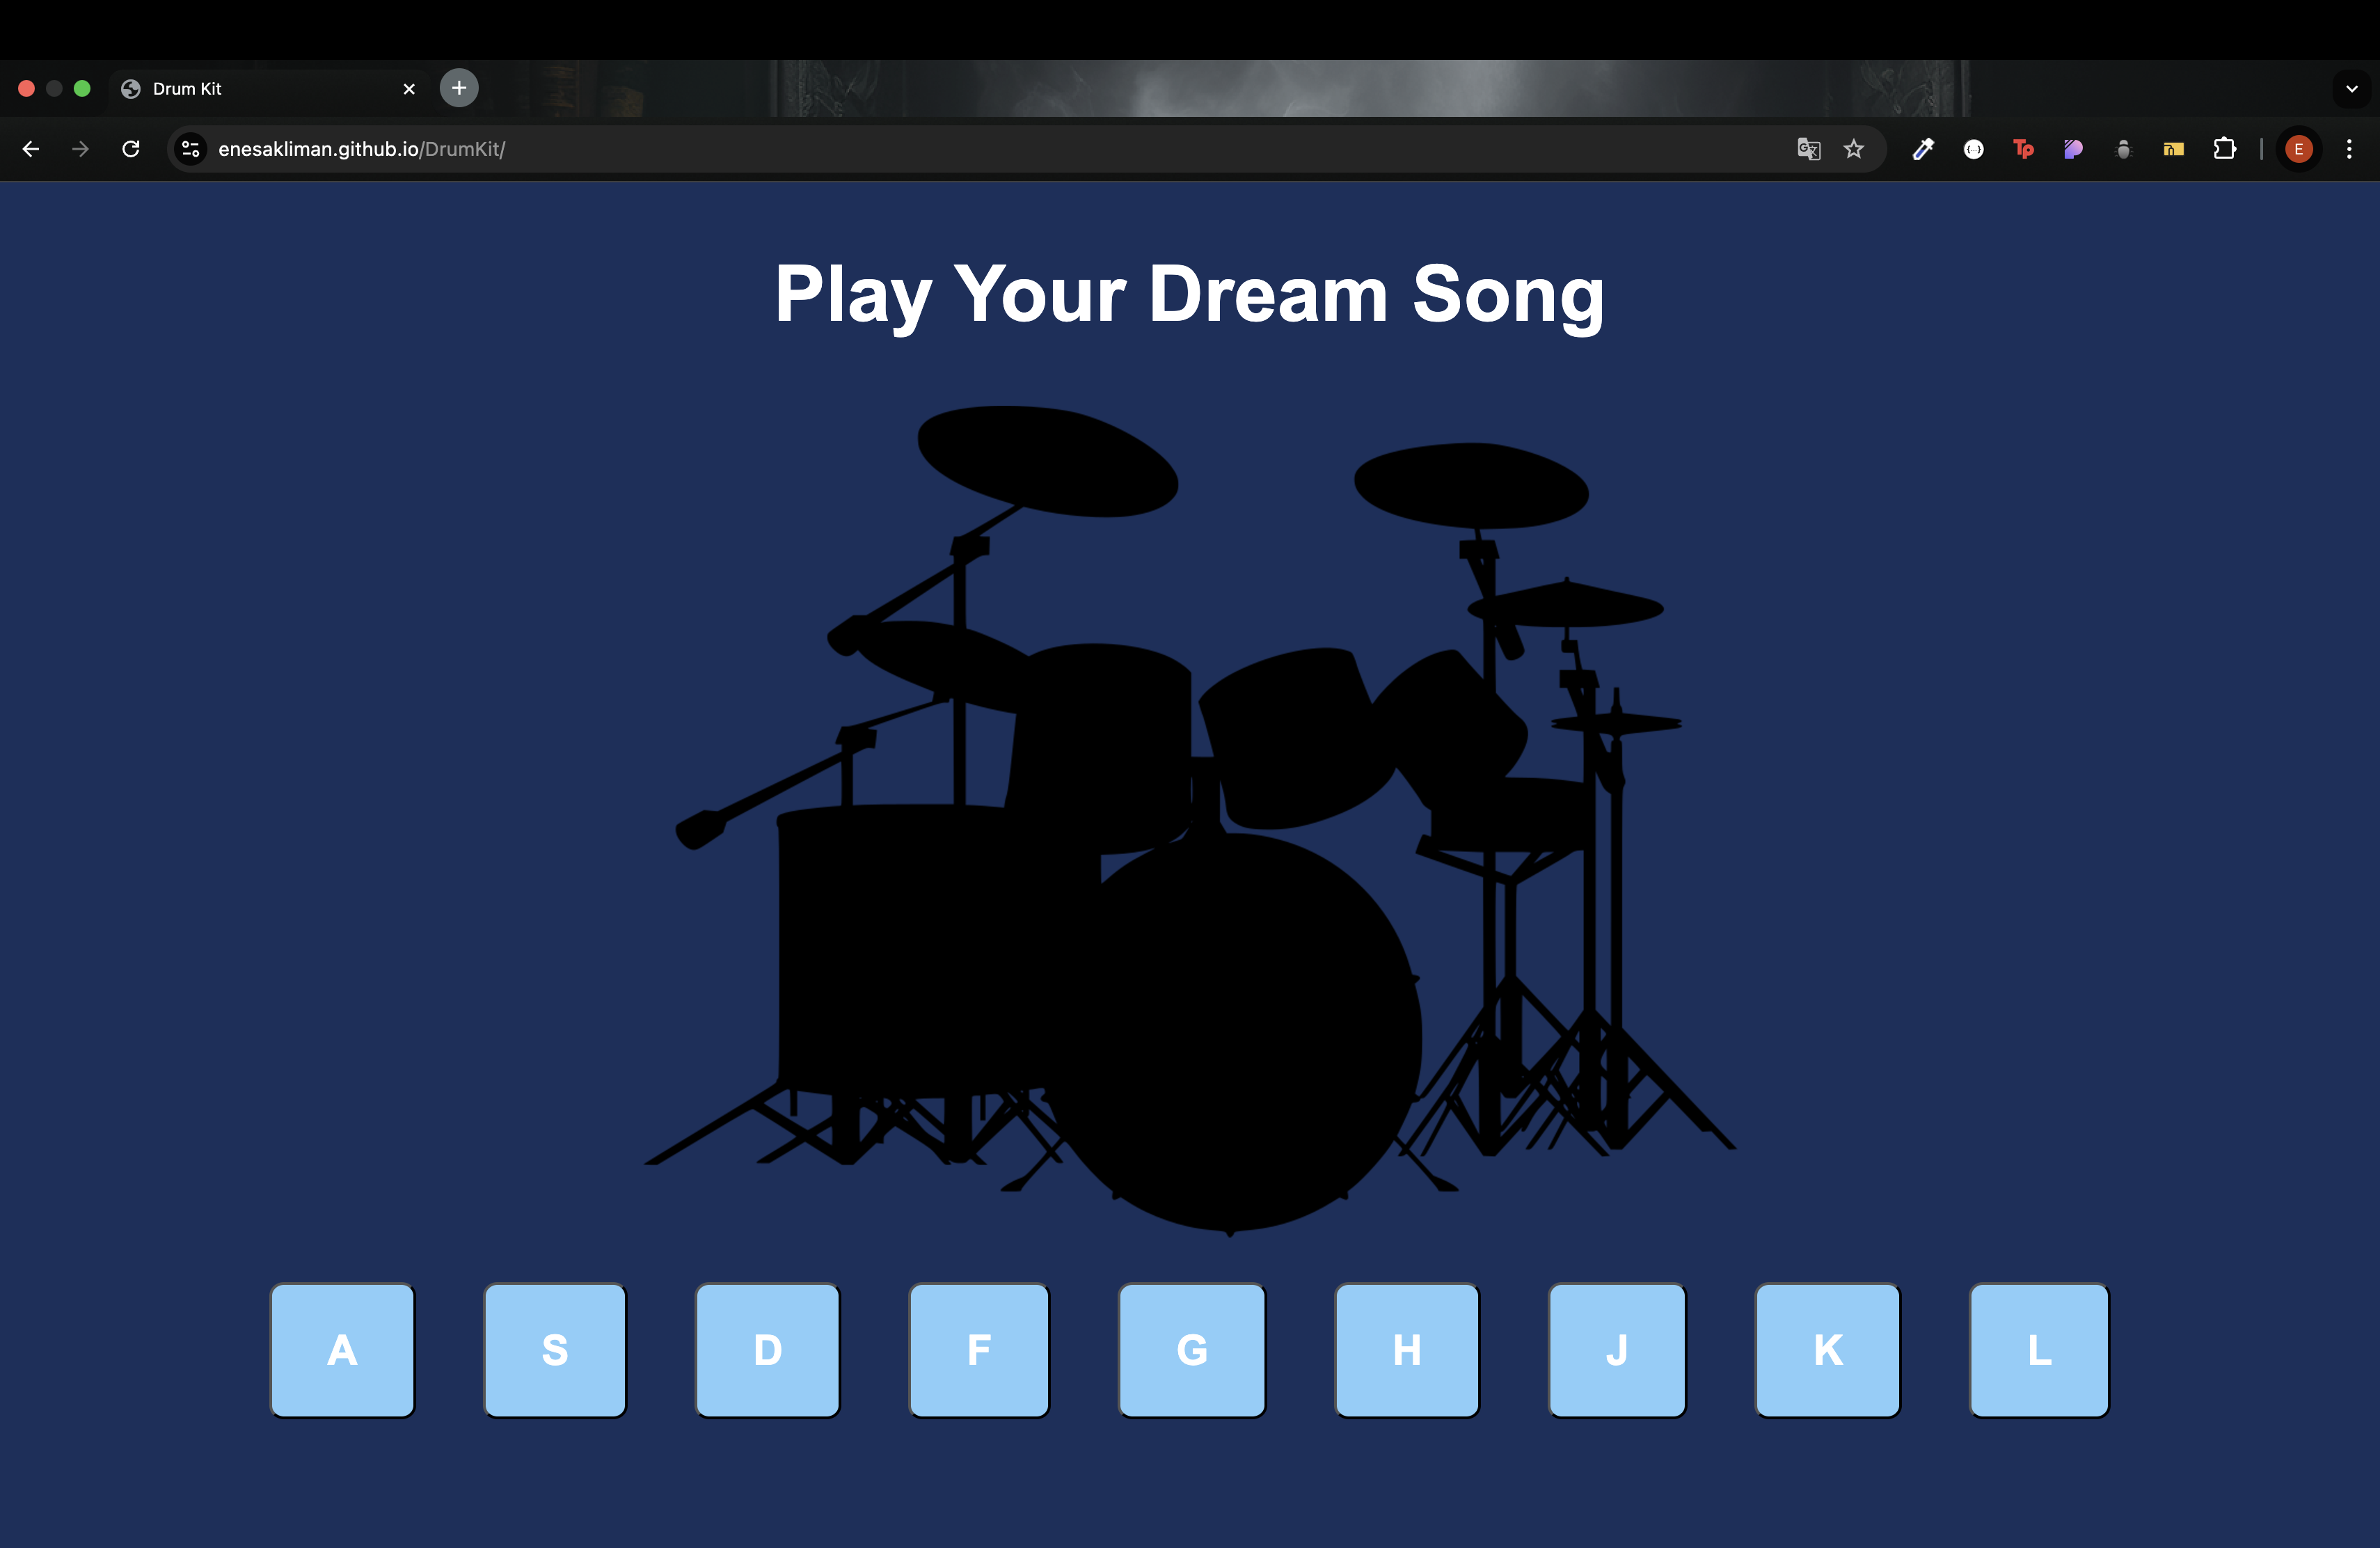 Drum Kit
enesakliman.github.io/DrumKit/
Tp
E
Play Your Dream Song
A S D F G H J K L